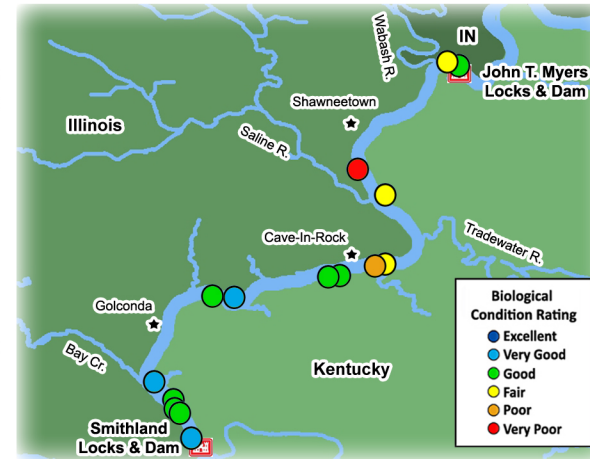 Wabash R.
IN
John T. Myers
Locks & Dam
Shawneetown
Illinois
Saline R.
Cave-In-Rock
Tradewater R.
Golconda
Bay Cr.
Kentucky
Smithland
Locks & Dam
Biological
Condition Rating
Excellent
Very Good
Good
Fair
Poor
Very Poor